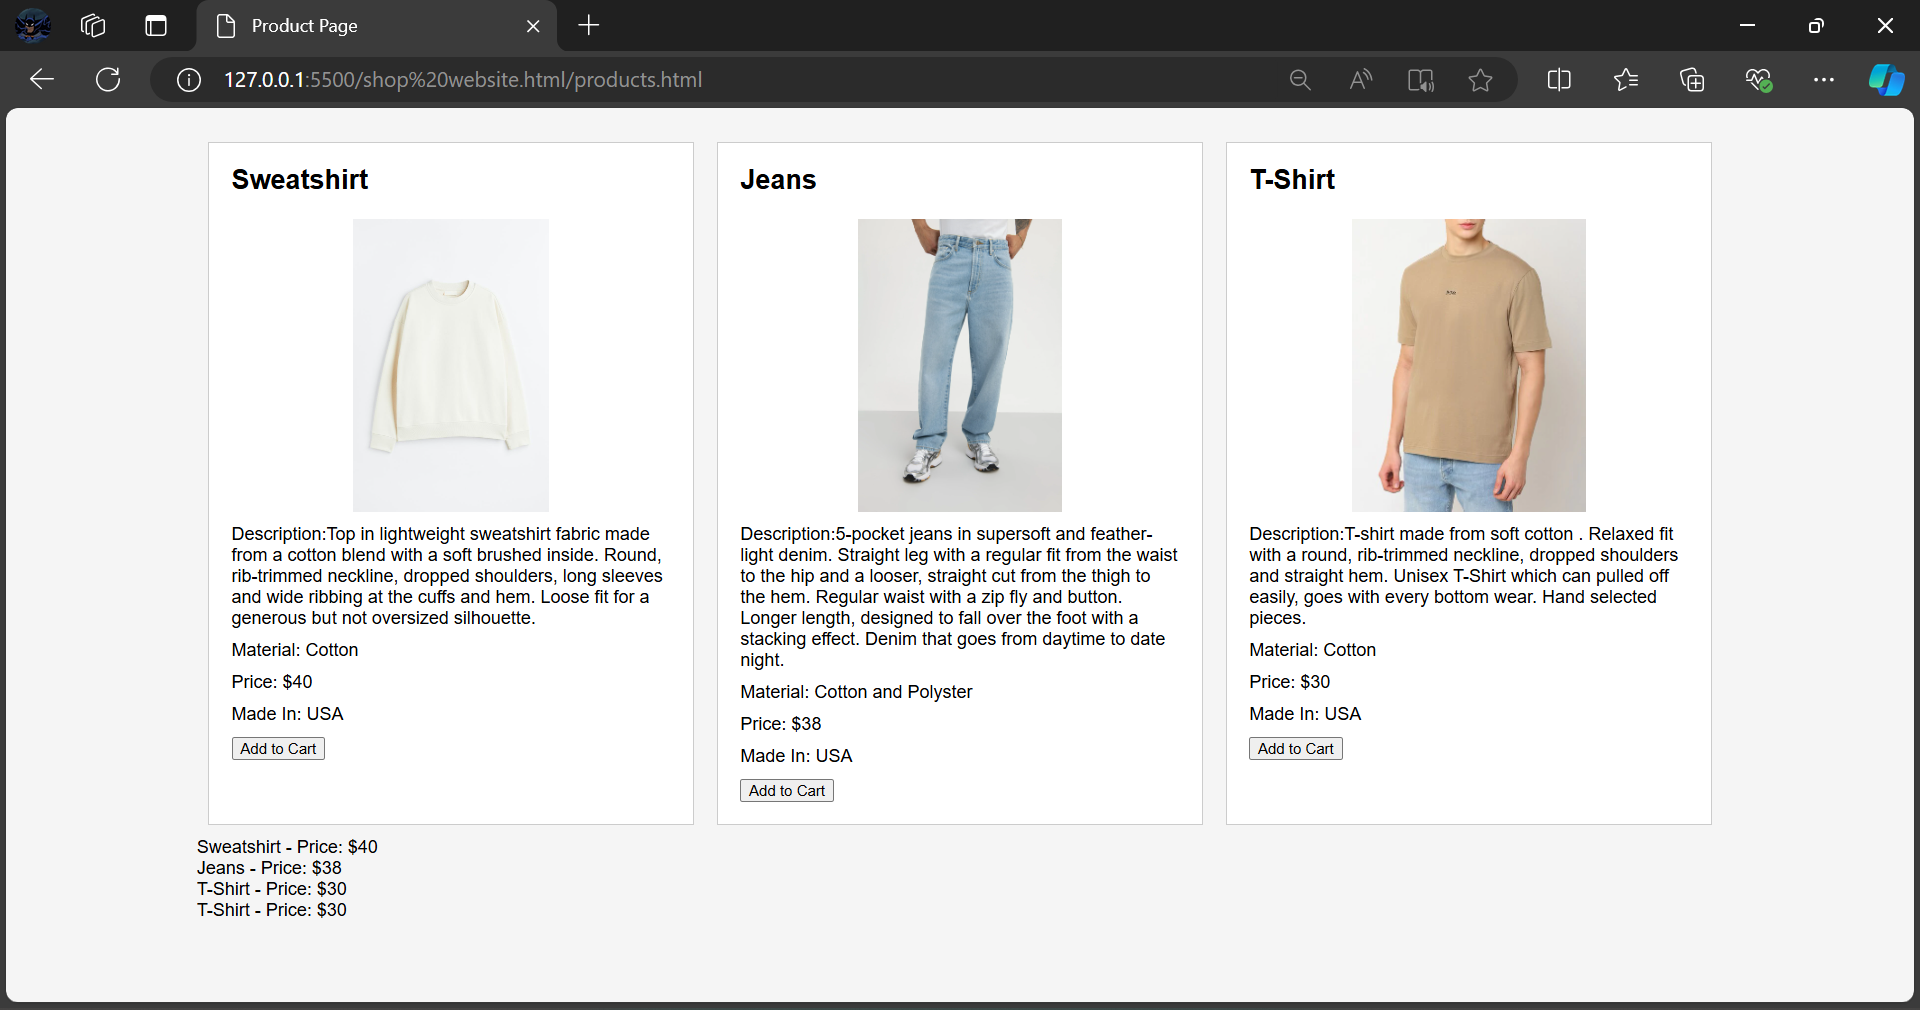 Product Page
127.0.0.1:5500/shop%20website.html/products.html
Sweatshirt
Description:Top in lightweight sweatshirt fabric made
from a cotton blend with a soft brushed inside. Round,
rib-trimmed neckline, dropped shoulders, long sleeves
and wide ribbing at the cuffs and hem. Loose fit for a
generous but not oversized silhouette.
Material: Cotton
Price: $40
Made In: USA
Add to Cart
Jeans
Description:5-pocket jeans in supersoft and feather-
light denim. Straight leg with a regular fit from the waist
to the hip and a looser, straight cut from the thigh to
the hem. Regular waist with a zip fly and button.
Longer length, designed to fall over the foot with a
stacking effect. Denim that goes from daytime to date
night.
Material: Cotton and Polyster
Price: $38
Made In: USA
Add to Cart
T-Shirt
Description:T-shirt made from soft cotton . Relaxed fit
with a round, rib-trimmed neckline, dropped shoulders
and straight hem. Unisex T-Shirt which can pulled off
easily, goes with every bottom wear. Hand selected
pieces.
Material: Cotton
Price: $30
Made In: USA
Add to Cart
Sweatshirt - Price: $40
Jeans - Price: $38
T-Shirt - Price: $30
T-Shirt - Price: $30